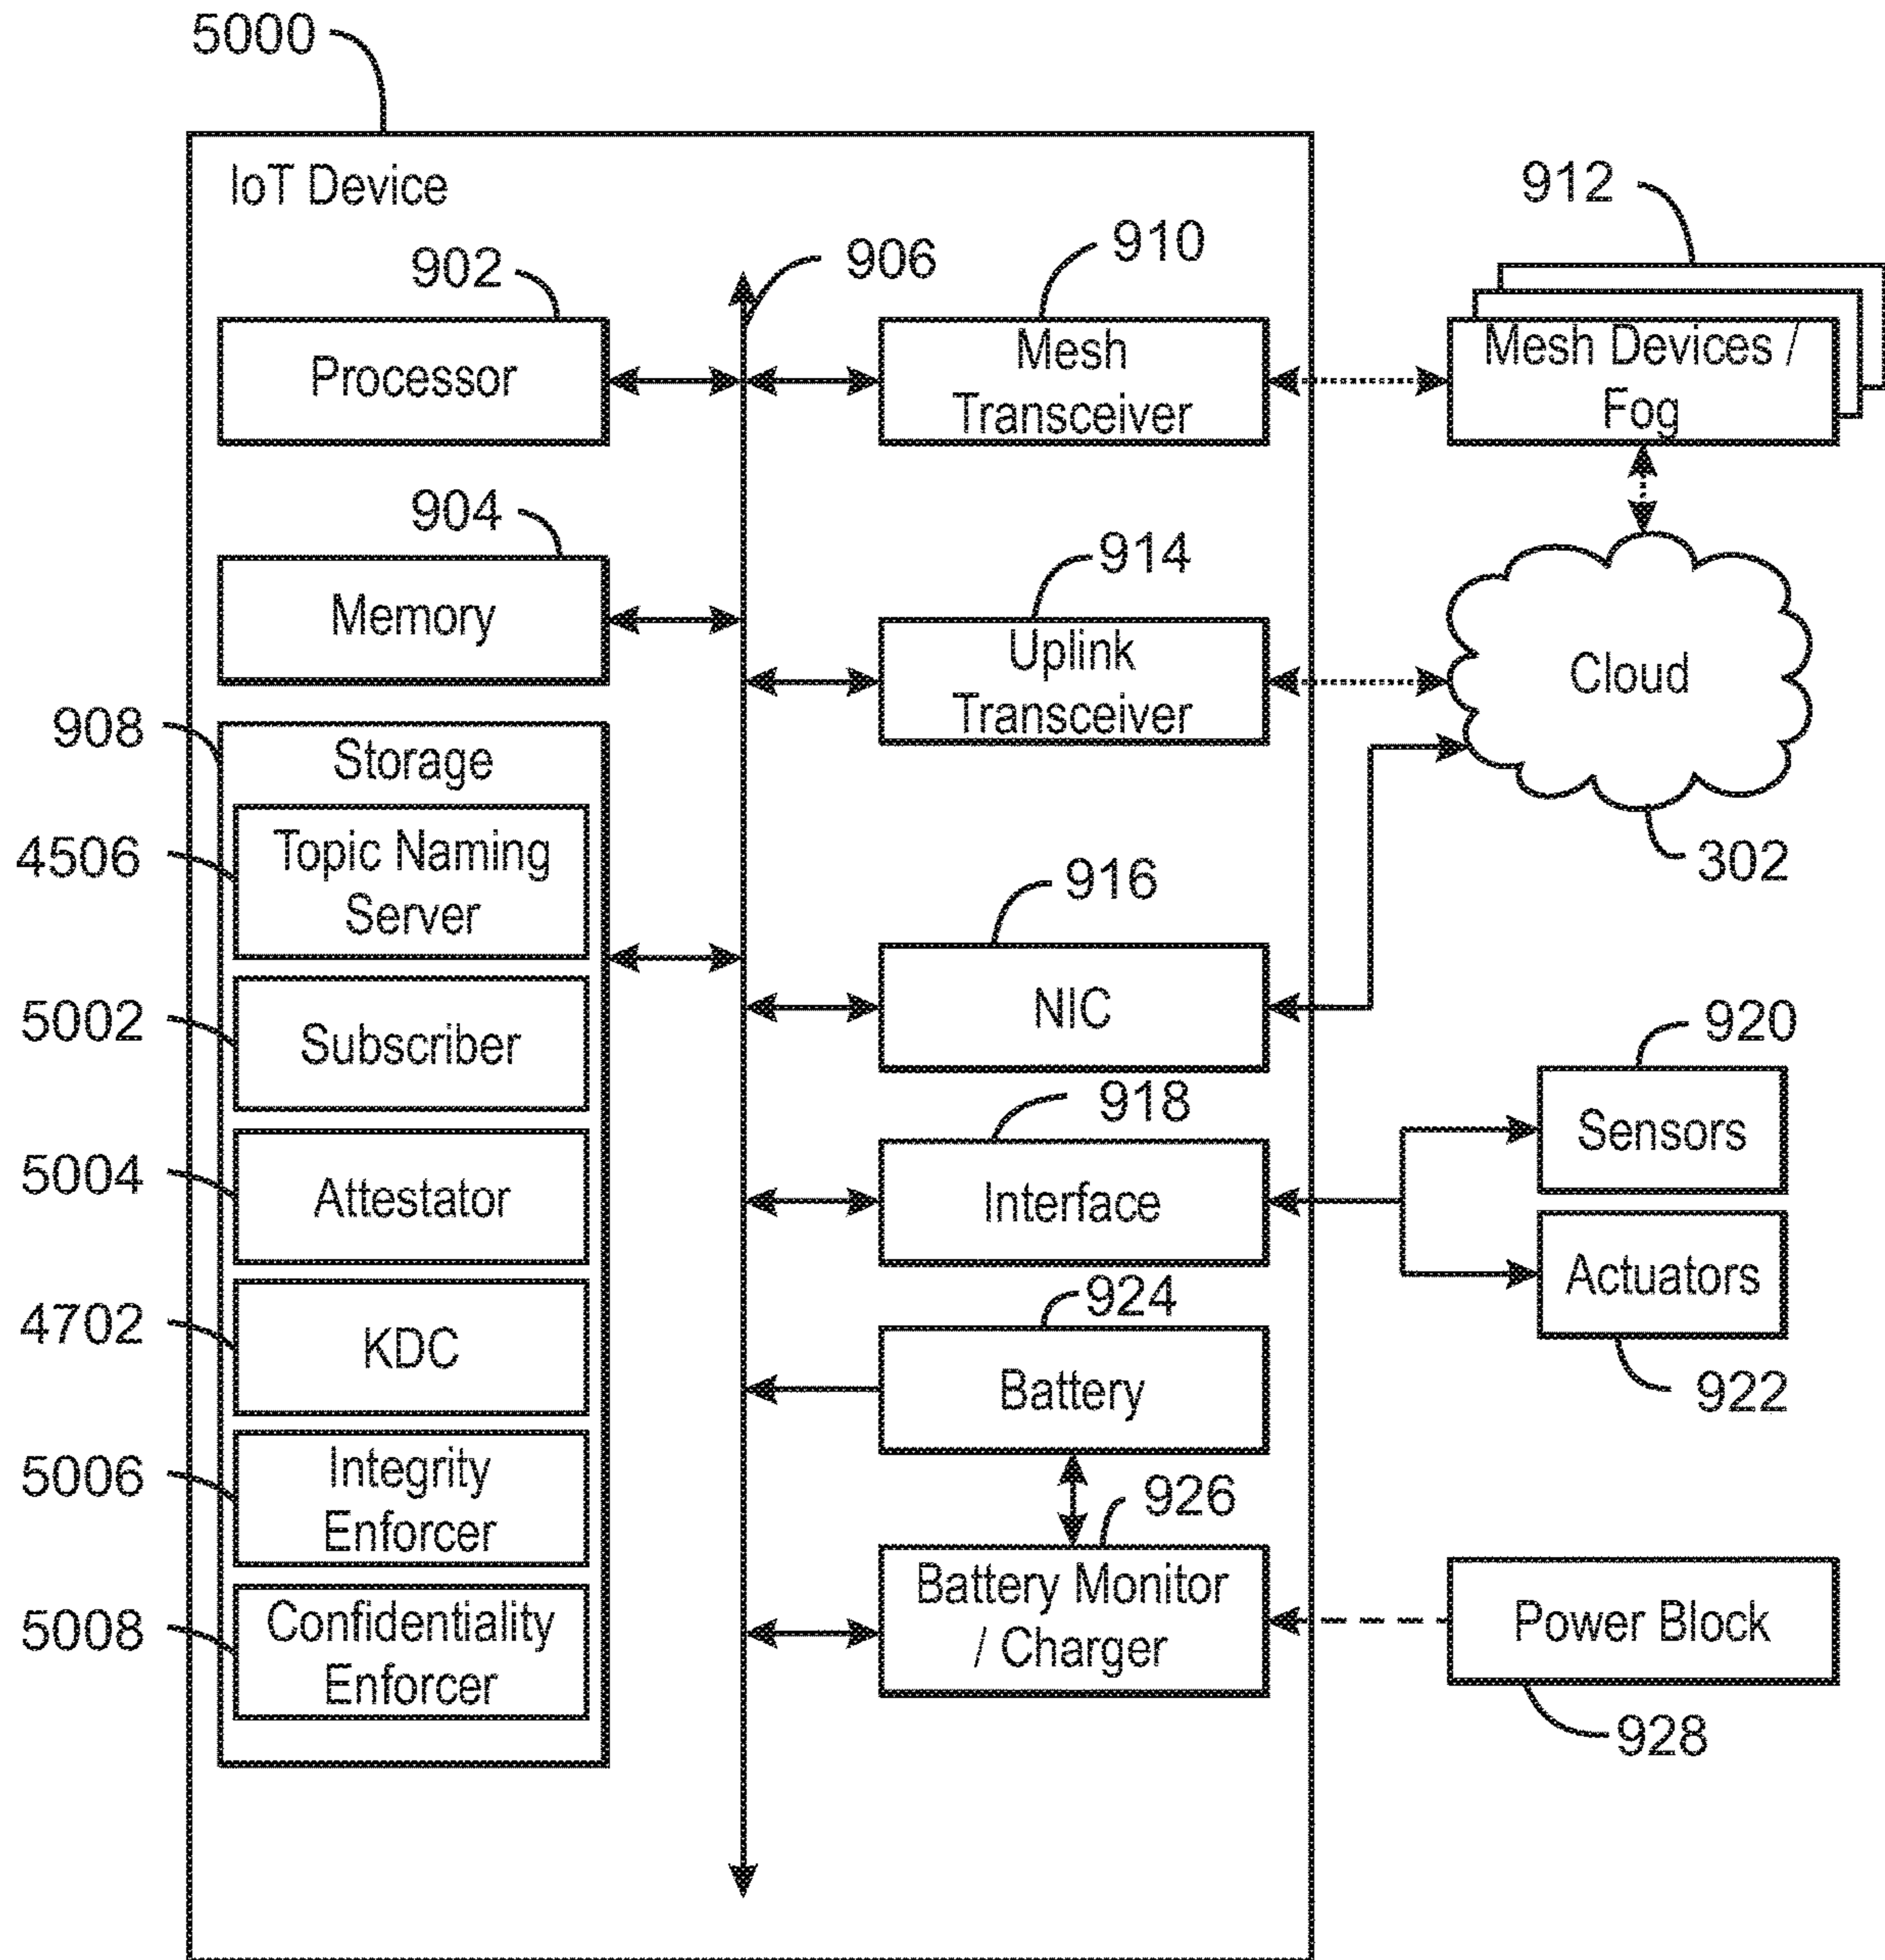 5000
IoT Device
902
906
910
912
Processor
Mesh
Transceiver
Mesh Devices /
Fog
904
914
Memory
Uplink
Transceiver
Cloud
908
Storage
302
4506
Topic Naming
Server
916
NIC
5002
Subscriber
920
Sensors
918
5004
Attestator
Interface
Actuators
922
4702
KDC
924
Battery
5006
Integrity
Enforcer
926
5008
Confidentiality
Enforcer
Battery Monitor
/ Charger
Power Block
928